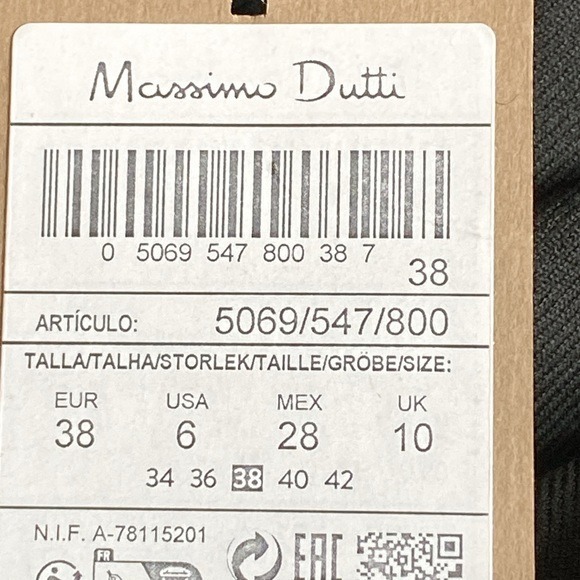 Massimo Dutti
0 5069 547 800 38 7
38
ARTÍCULO: 5069/547/800
TALLA/TALHA/STORLEK/TAILLE/GRÖBE/SIZE:
EUR USA MEX UK
38 6 28 10
34 36 38 40 42
N.I.F. A-78115201
FR
EAC